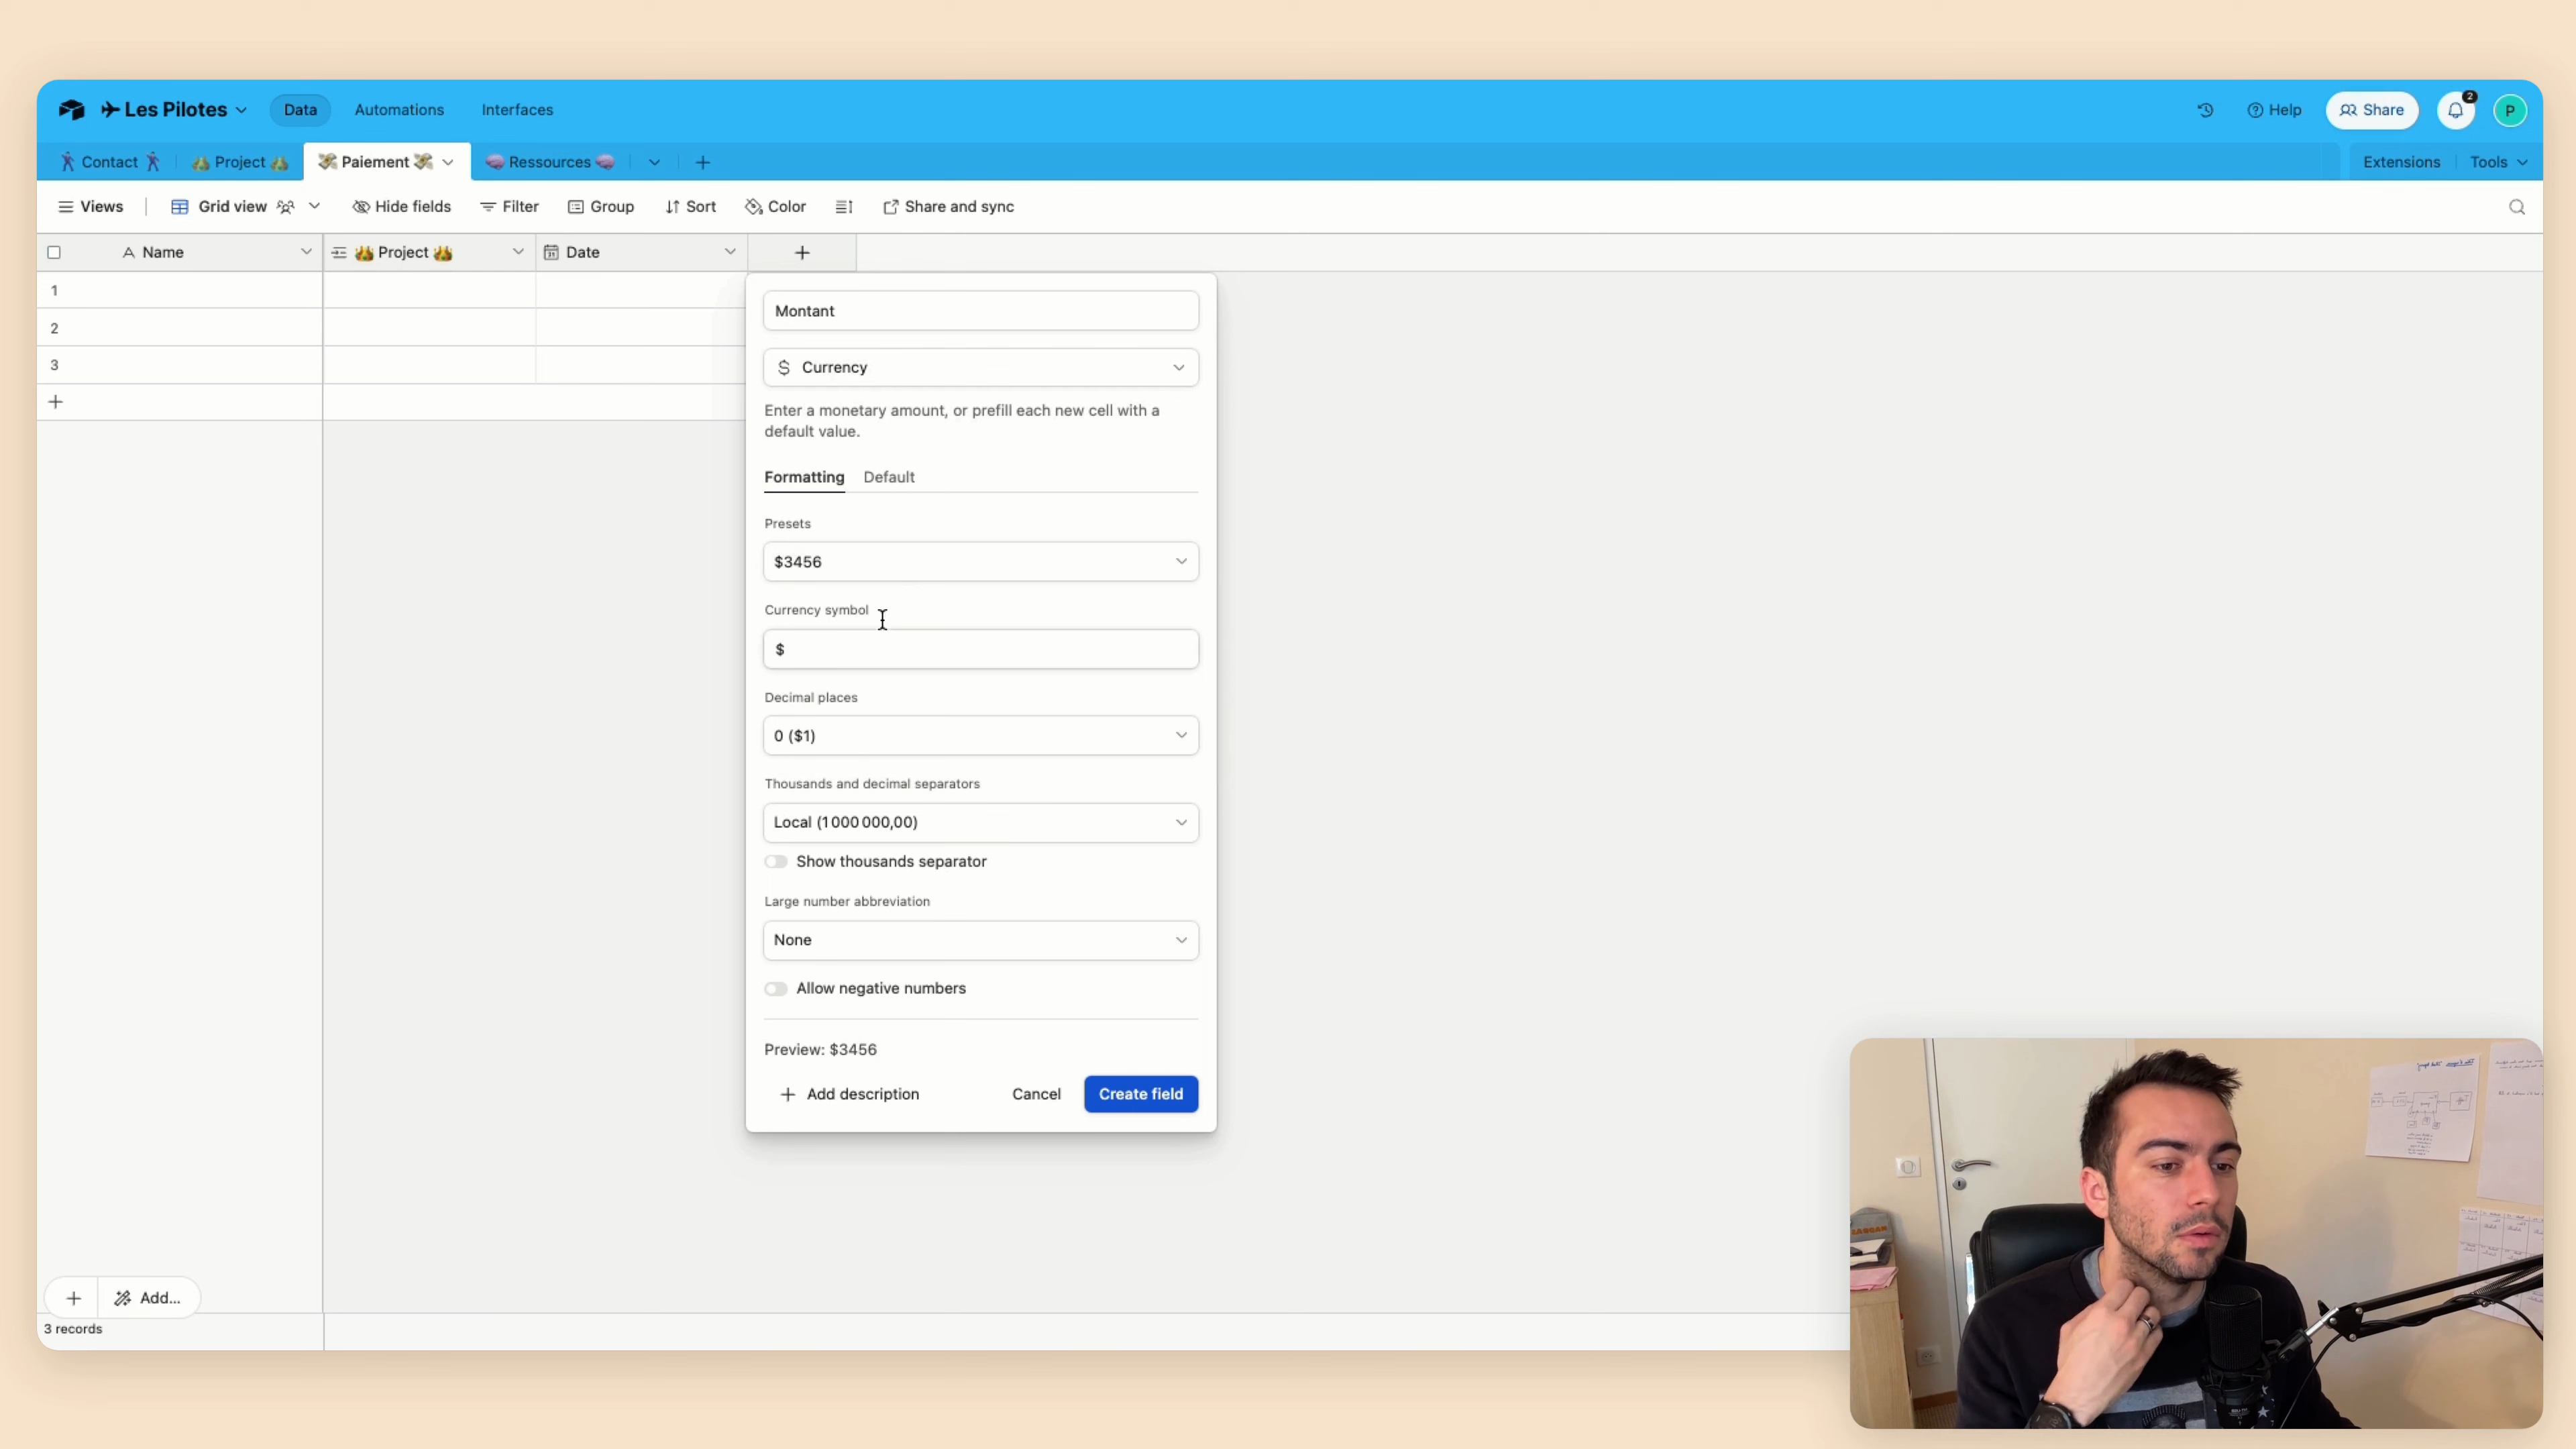 Les Pilotes
Data
Automations
Interfaces
Help
Share
2
P
Contact
Project
Paiement
Ressources
Extensions
Tools
Views
Grid view
Hide fields
Filter
Group
Sort
Color
Share and sync
Name
Project
Date
1
2
3
Montant
$ Currency
Enter a monetary amount, or prefill each new cell with a
default value.
Formatting
Default
Presets
$3456
Currency symbol
$
Decimal places
0 ($1)
Thousands and decimal separators
Local (1 000 000,00)
Show thousands separator
Large number abbreviation
None
Allow negative numbers
Preview: $3456
Add description
Cancel
Create field
Add...
3 records